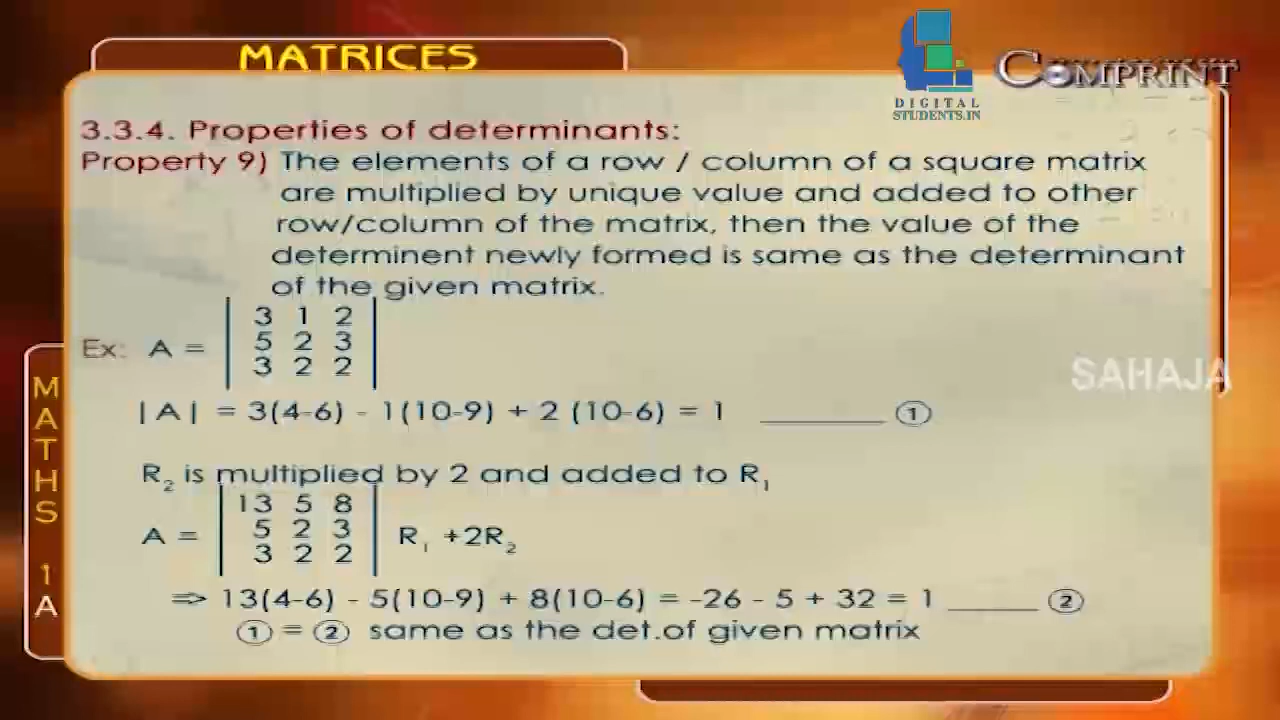 MATRICES
DIGITAL
STUDENTS.IN
COMPRINT
3.3.4. Properties of determinants:
Property 9) The elements of a row / column of a square matrix
are multiplied by unique value and added to other
row/column of the matrix, then the value of the
determinent newly formed is same as the determinant
of the given matrix.
Ex: A = | 3 1 2
5 2 3
3 2 2 |
SAHAJA
|A| = 3(4-6) - 1(10-9) + 2 (10-6) = 1 ______ ①
R₂ is multiplied by 2 and added to R₁
A = | 13 5 8
5 2 3
3 2 2 | R₁ +2R₂
⇒ 13(4-6) - 5(10-9) + 8(10-6) = -26 - 5 + 32 = 1 _____ ②
① = ② same as the det.of given matrix
MATHS 1A